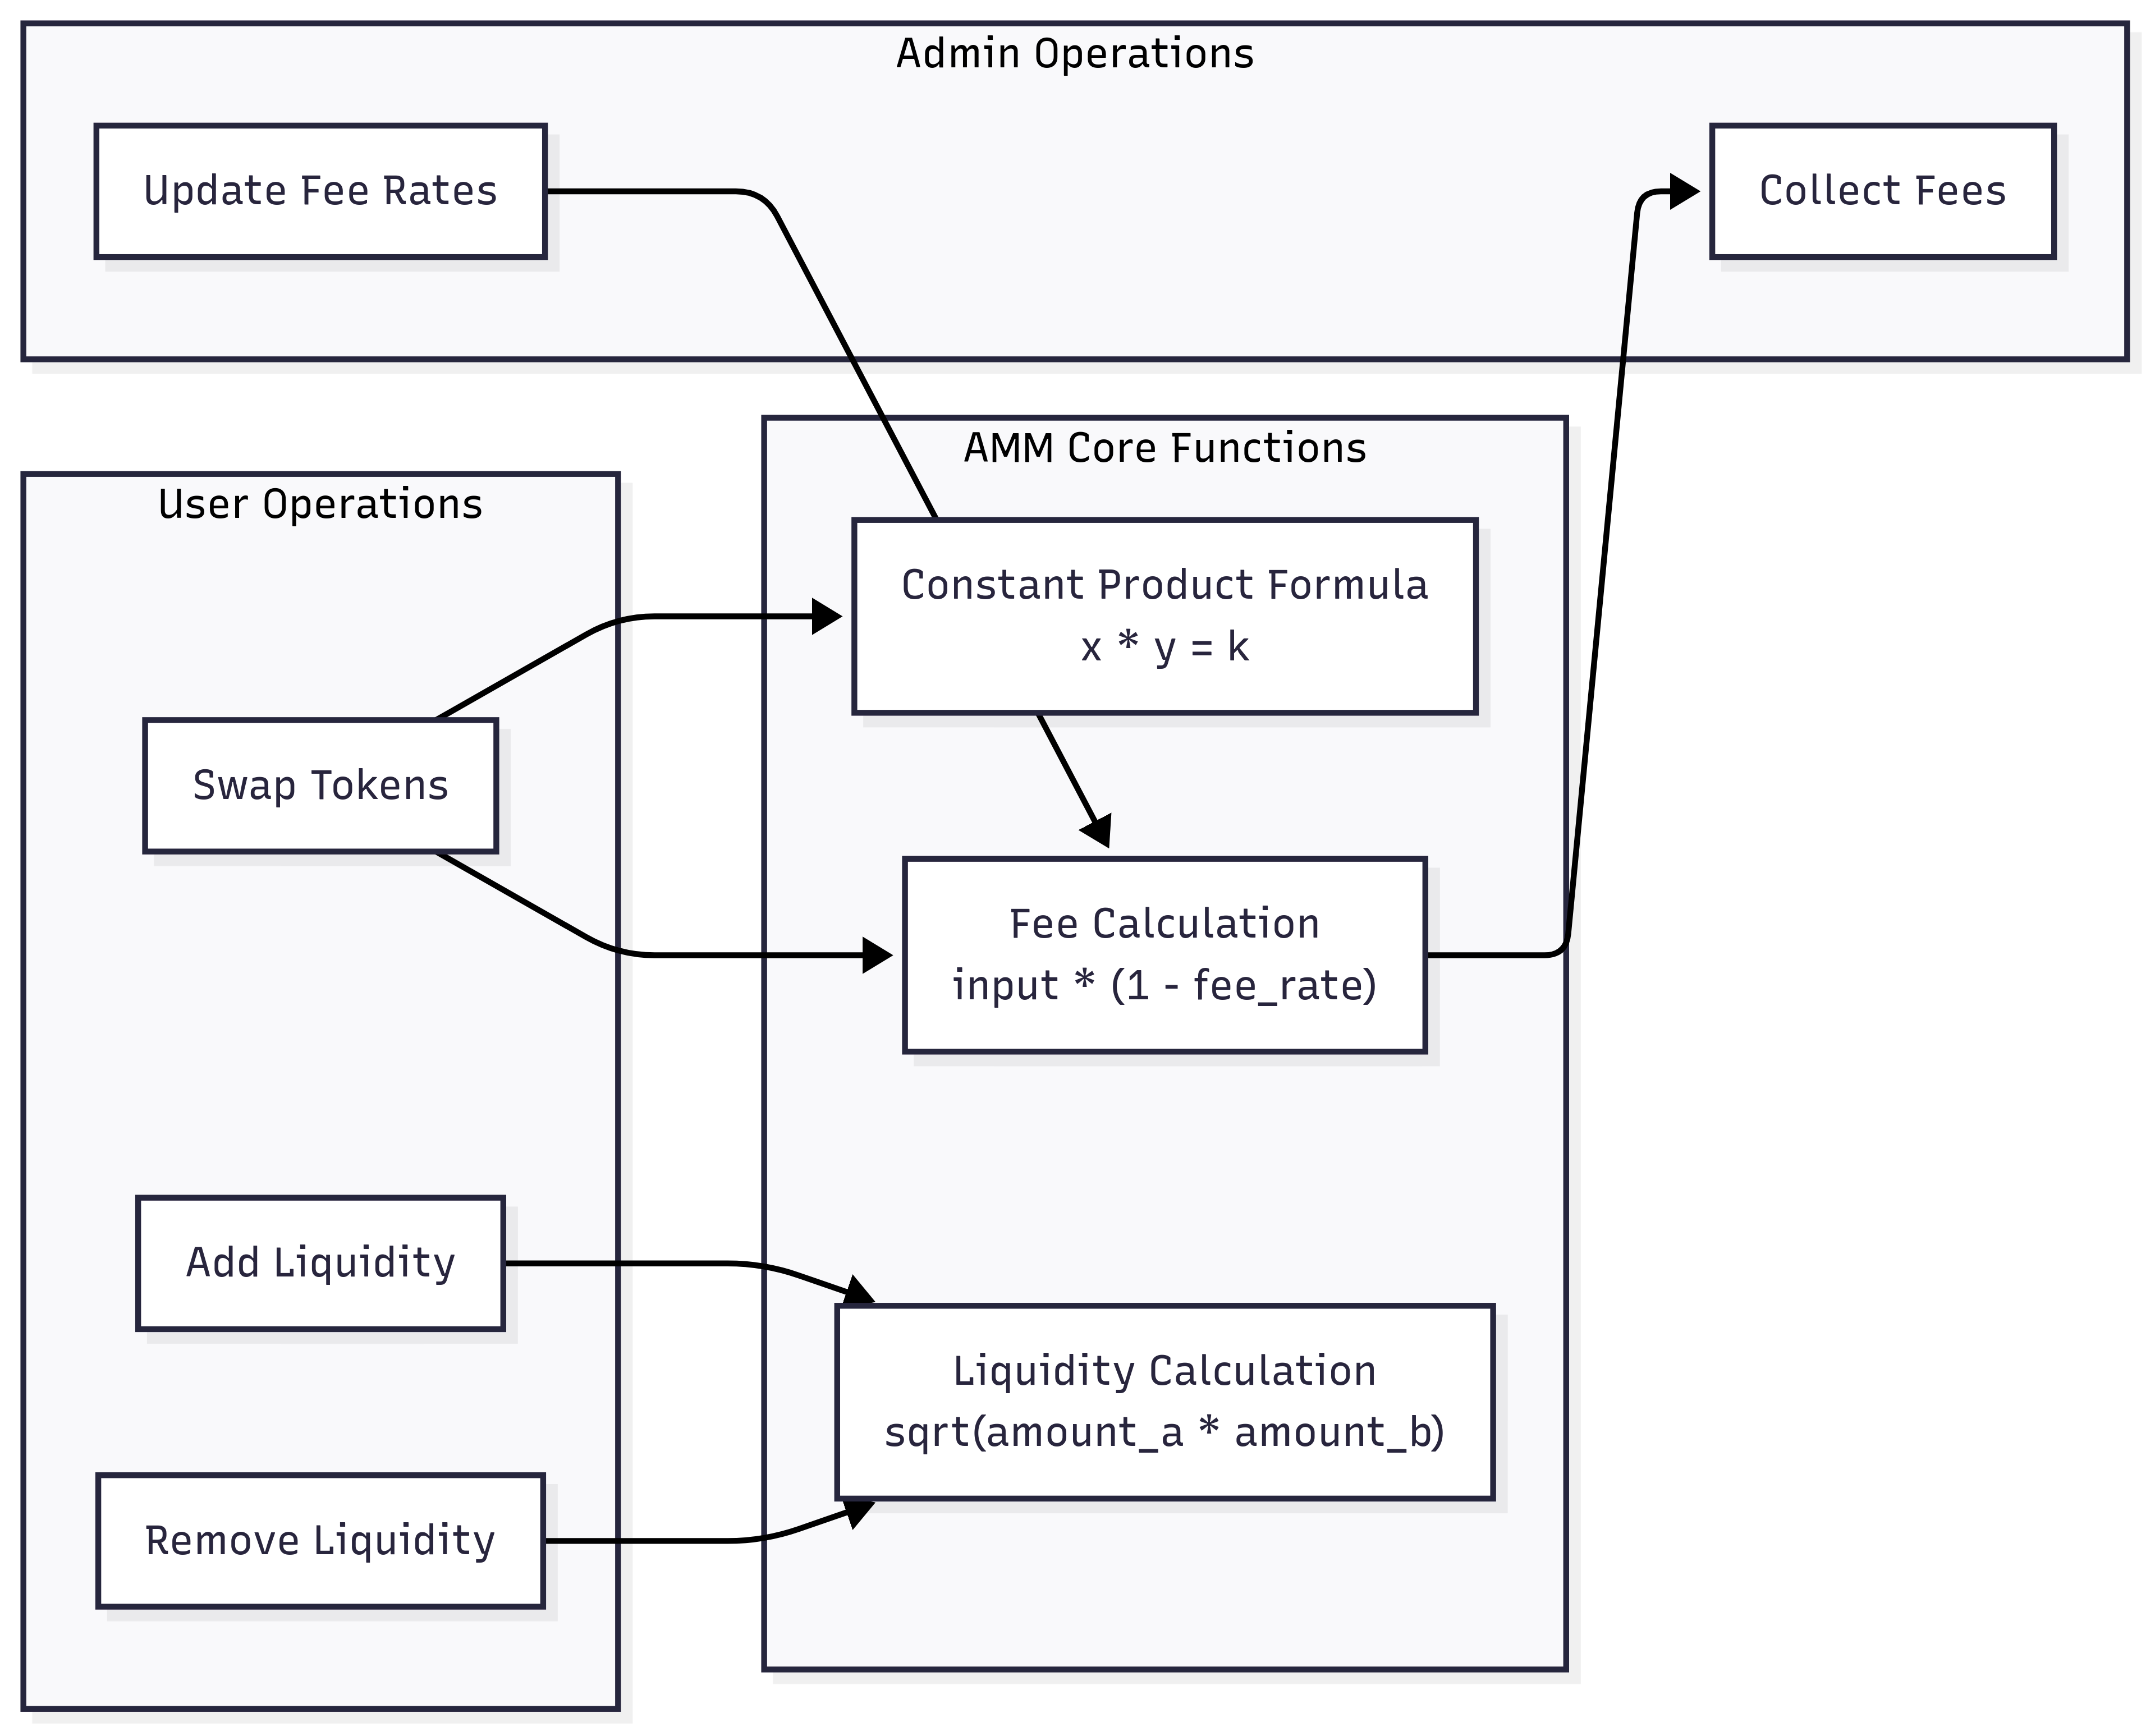 Admin Operations
Update Fee Rates
Collect Fees
AMM Core Functions
User Operations
Constant Product Formula
x * y = k
Swap Tokens
Fee Calculation
input * (1 - fee_rate)
Add Liquidity
Liquidity Calculation
sqrt(amount_a * amount_b)
Remove Liquidity